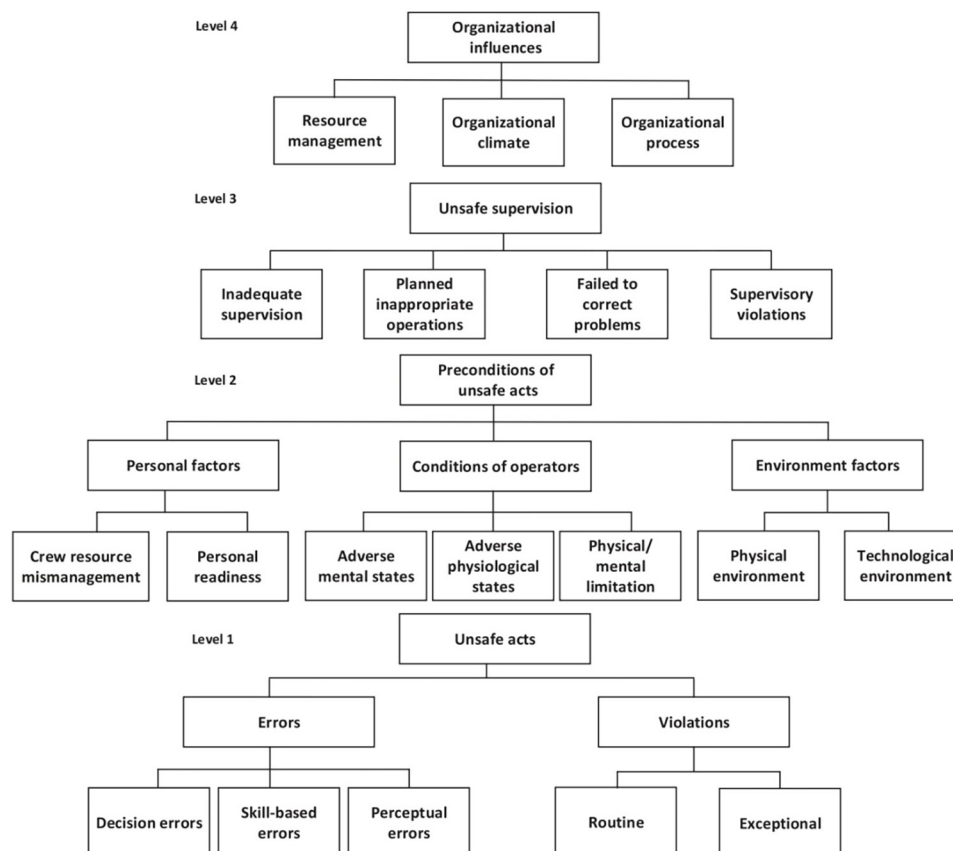 Level 4
Organizational
influences
Resource
management
Organizational
climate
Organizational
process
Level 3
Unsafe supervision
Inadequate
supervision
Planned
inappropriate
operations
Failed to
correct
problems
Supervisory
violations
Level 2
Preconditions of
unsafe acts
Personal factors
Conditions of operators
Environment factors
Crew resource
mismanagement
Personal
readiness
Adverse
mental states
Adverse
physiological
states
Physical/
mental
limitation
Physical
environment
Technological
environment
Level 1
Unsafe acts
Errors
Violations
Decision errors
Skill-based
errors
Perceptual
errors
Routine
Exceptional